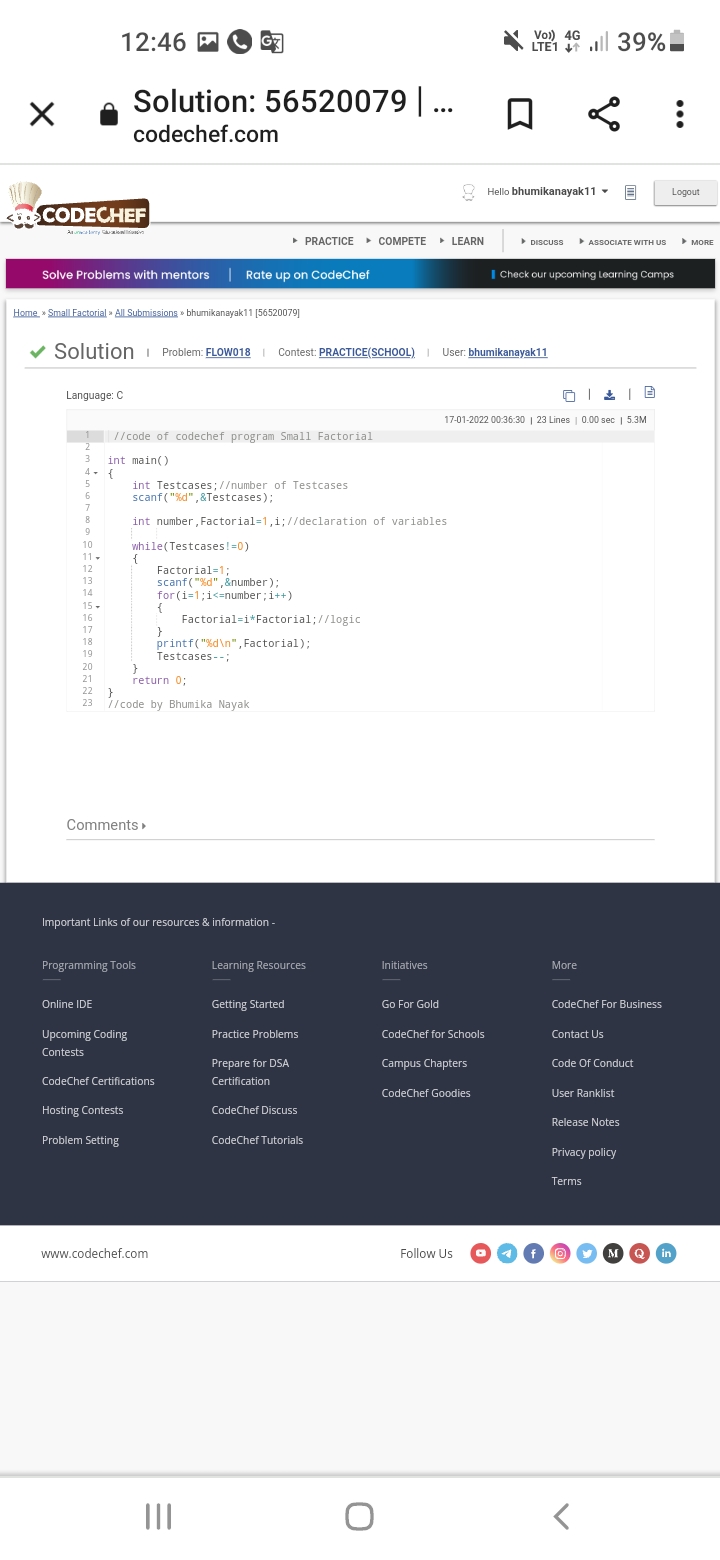 12:46
Vo)) 4G 39%
LTE1
Solution: 56520079 | ...
codechef.com
CODECHEF
Hello bhumikanayak11
Logout
PRACTICE COMPETE LEARN DISCUSS ASSOCIATE WITH US MORE
Solve Problems with mentors | Rate up on CodeChef Check our upcoming Learning Camps
Home » Small Factorial » All Submissions » bhumikanayak11 [56520079]
Solution | Problem: FLOW018 | Contest: PRACTICE(SCHOOL) | User: bhumikanayak11
Language: C
17-01-2022 00:36:30 | 23 Lines | 0.00 sec | 5.3M
1 //code of codechef program Small Factorial
2
3 int main()
4 {
5 int Testcases;//number of Testcases
6 scanf("%d",&Testcases);
7
8 int number,Factorial=1,i;//declaration of variables
9
10 while(Testcases!=0)
11 {
12 Factorial=1;
13 scanf("%d",&number);
14 for(i=1;i<=number;i++)
15 {
16 Factorial=i*Factorial;//logic
17 }
18 printf("%d\n",Factorial);
19 Testcases--;
20 }
21 return 0;
22 }
23 //code by Bhumika Nayak
Comments
Important Links of our resources & information -
Programming Tools
Online IDE
Upcoming Coding
Contests
CodeChef Certifications
Hosting Contests
Problem Setting
Learning Resources
Getting Started
Practice Problems
Prepare for DSA
Certification
CodeChef Discuss
CodeChef Tutorials
Initiatives
Go For Gold
CodeChef for Schools
Campus Chapters
CodeChef Goodies
More
CodeChef For Business
Contact Us
Code Of Conduct
User Ranklist
Release Notes
Privacy policy
Terms
www.codechef.com
Follow Us